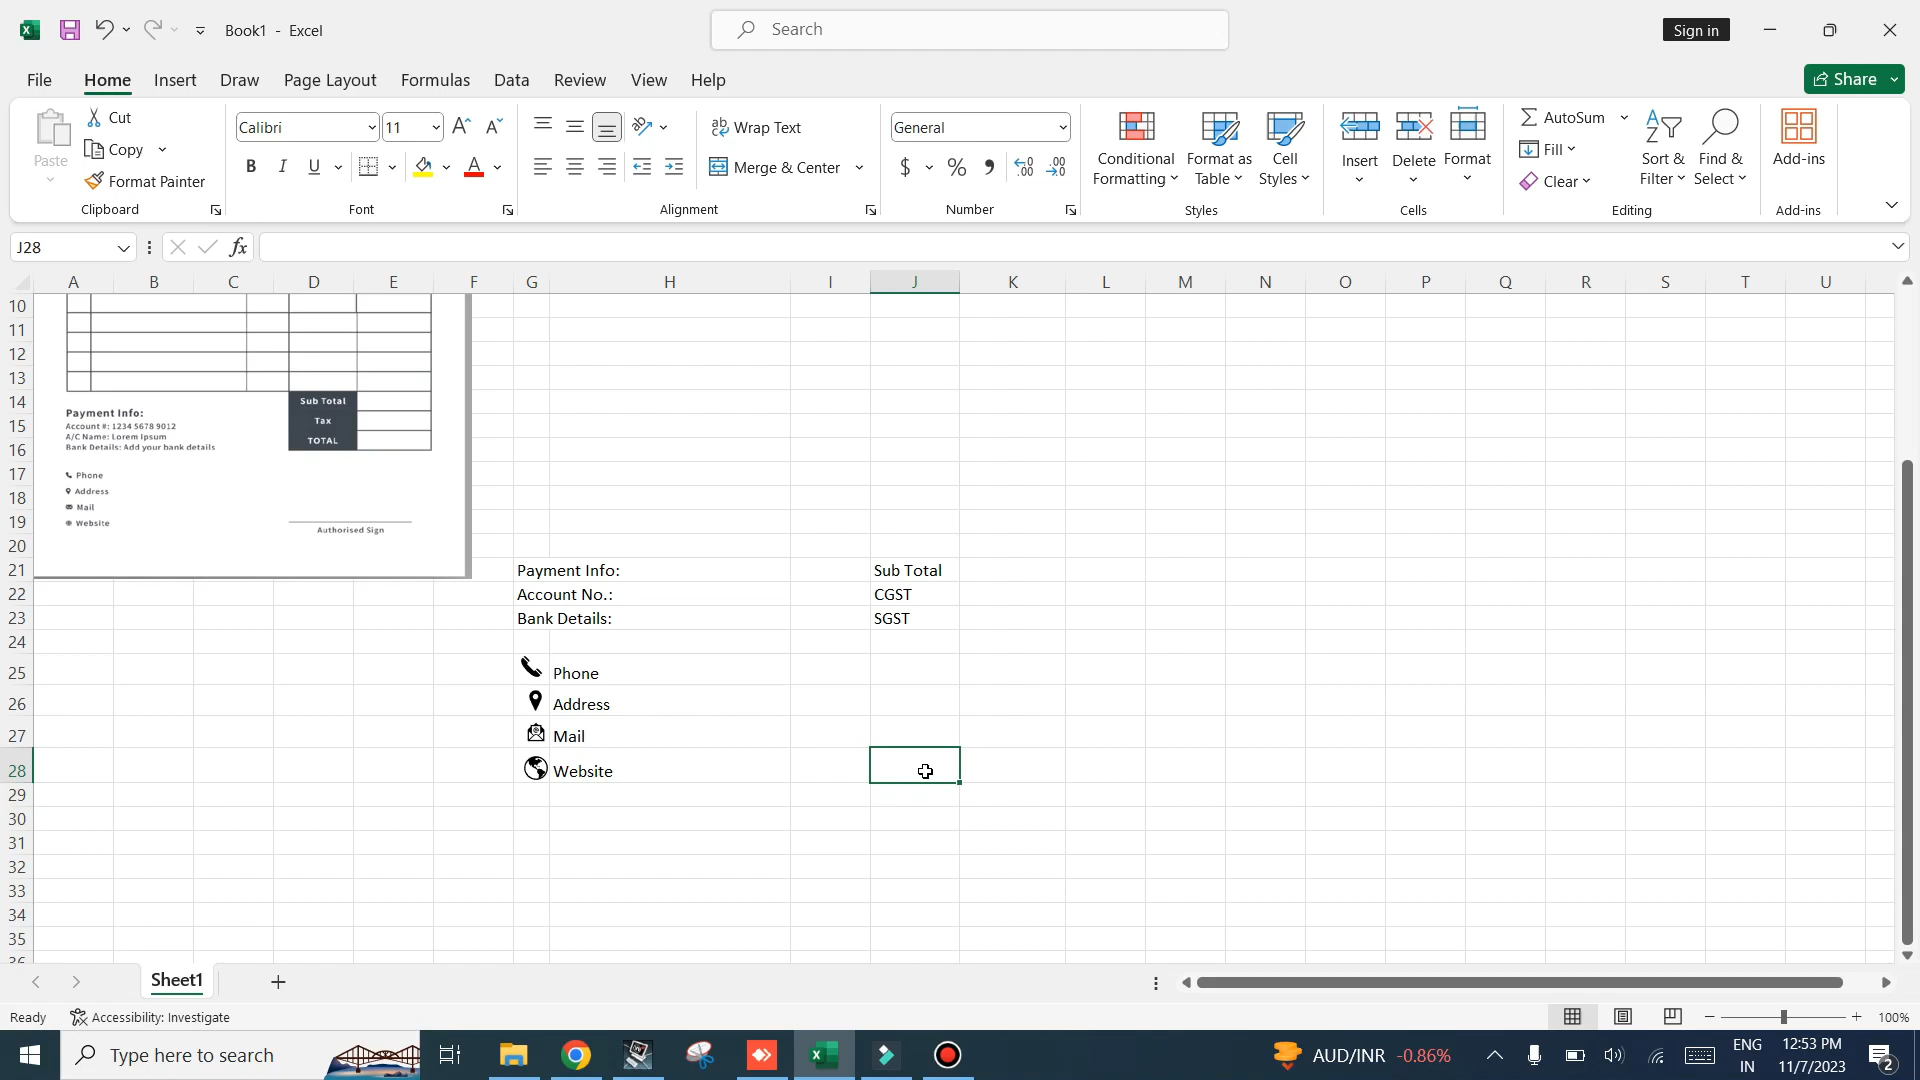 Book1 - Excel
Search
Sign in
File Home Insert Draw Page Layout Formulas Data Review View Help
Share
Paste
Cut
Copy
Format Painter
Clipboard
Calibri 11
B I U
Font
Wrap Text
Merge & Center
Alignment
General
$ % ,
Number
Conditional Formatting
Format as Table
Cell Styles
Styles
Insert
Delete
Format
Cells
AutoSum
Fill
Clear
Sort & Filter
Find & Select
Editing
Add-ins
Add-ins
J28
fx
A B C D E F G H I J K L M N O P Q R S T U
10
11
12
13
14
15
16
17
18
19
20
21
22
23
24
25
26
27
28
29
30
31
32
33
34
35
36
Sub Total
Tax
TOTAL
Payment Info:
Account #: 1234 5678 9012
A/C Name: Lorem Ipsum
Bank Details: Add your bank details
Phone
Address
Mail
Website
Authorised Sign
Payment Info: Sub Total
Account No.: CGST
Bank Details: SGST
Phone
Address
Mail
Website
Sheet1
Ready
Accessibility: Investigate
100%
Type here to search
AUD/INR -0.86%
ENG
IN
12:53 PM
11/7/2023
2